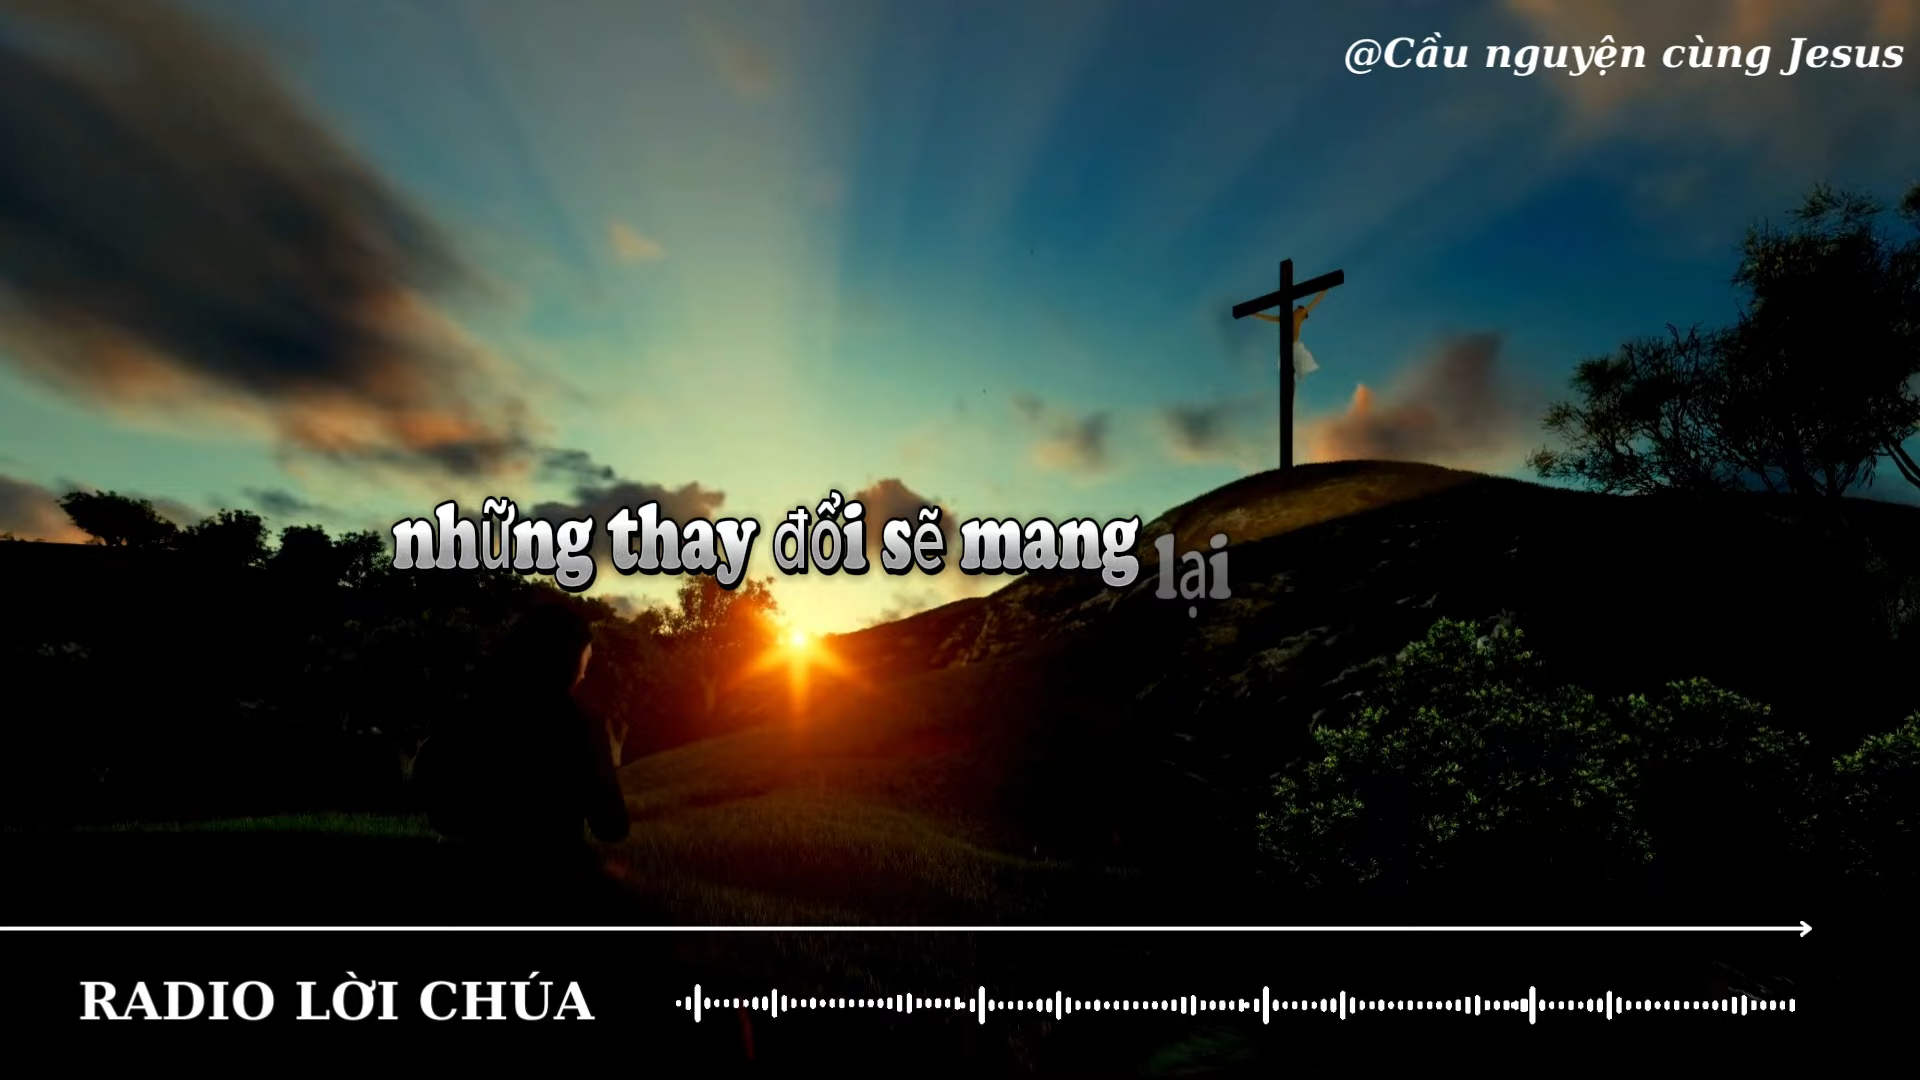 @Cầu nguyện cùng Jesus
những thay đổi sẽ mang lại
RADIO LỜI CHÚA